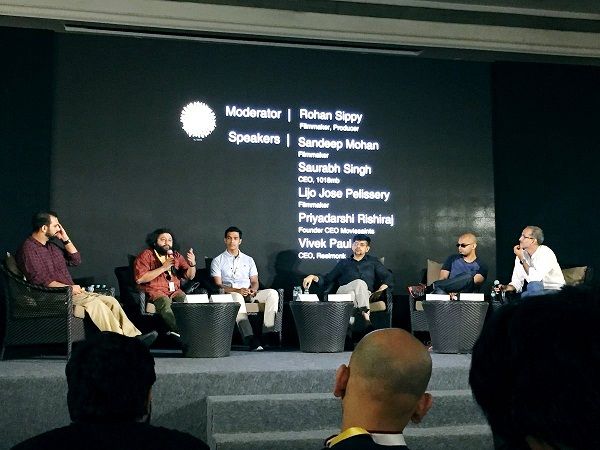 Moderator | Rohan Sippy
Filmmaker, Producer
Speakers | Sandeep Mohan
Filmmaker
Saurabh Singh
CEO, 1018mb
Lijo Jose Pelissery
Filmmaker
Priyadarshi Rishiraj
Founder CEO Moviesaints
Vivek Paul
CEO, Reelmonk